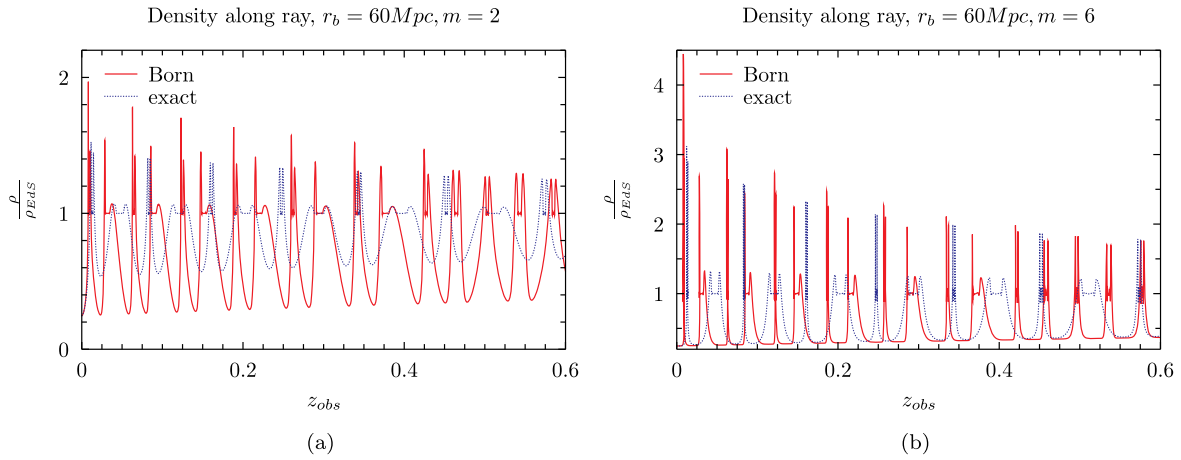 Density along ray, r_b = 60Mpc, m = 2
Born
exact
2
1
0
ρ/ρ_EdS
0 0.2 0.4 0.6
z_obs
(a)
Density along ray, r_b = 60Mpc, m = 6
Born
exact
4
3
2
1
ρ/ρ_EdS
0 0.2 0.4 0.6
z_obs
(b)